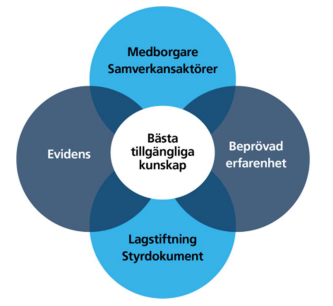 Medborgare
Samverkansaktörer
Evidens
Bästa
tillgängliga
kunskap
Beprövad
erfarenhet
Lagstiftning
Styrdokument